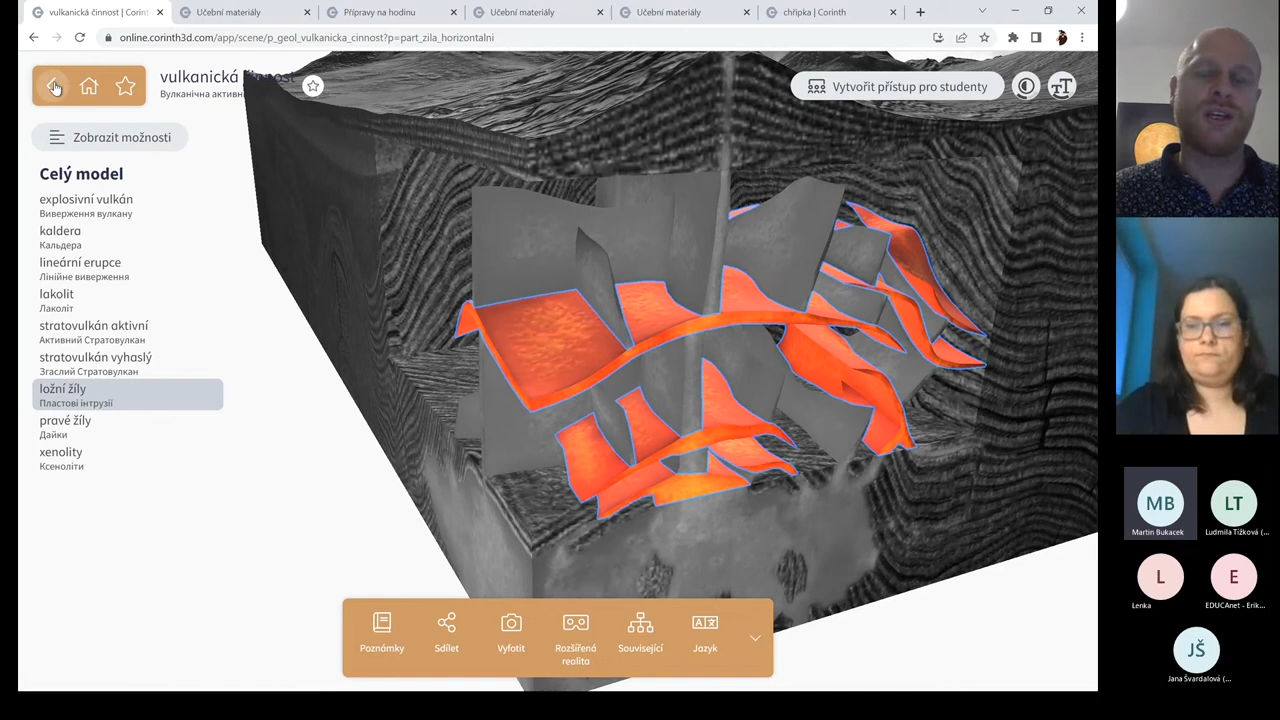 vulkanická činnost | Corint
Učební materiály
Přípravy na hodinu
Učební materiály
Učební materiály
chřipka | Corinth
online.corinth3d.com/app/scene/p_geol_vulkanicka_cinnost?p=part_zila_horizontalni
vulkanická činnost
Вулканічна активн
Vytvořit přístup pro studenty
Zobrazit možnosti
Celý model
explosivní vulkán
Виверження вулкану
kaldera
Кальдера
lineární erupce
Лінійне виверження
lakolit
Лаколіт
stratovulkán aktivní
Активний Стратовулкан
stratovulkán vyhaslý
Згаслий Стратовулкан
ložní žíly
Пластові інтрузії
pravé žíly
Дайки
xenolity
Ксеноліти
Poznámky
Sdílet
Vyfotit
Rozšířená
realita
Související
Jazyk
MB
Martin Bukacek
LT
Ludmila Tížková (...
L
Lenka
E
EDUCAnet - Erik...
JŠ
Jana Švardalová (...